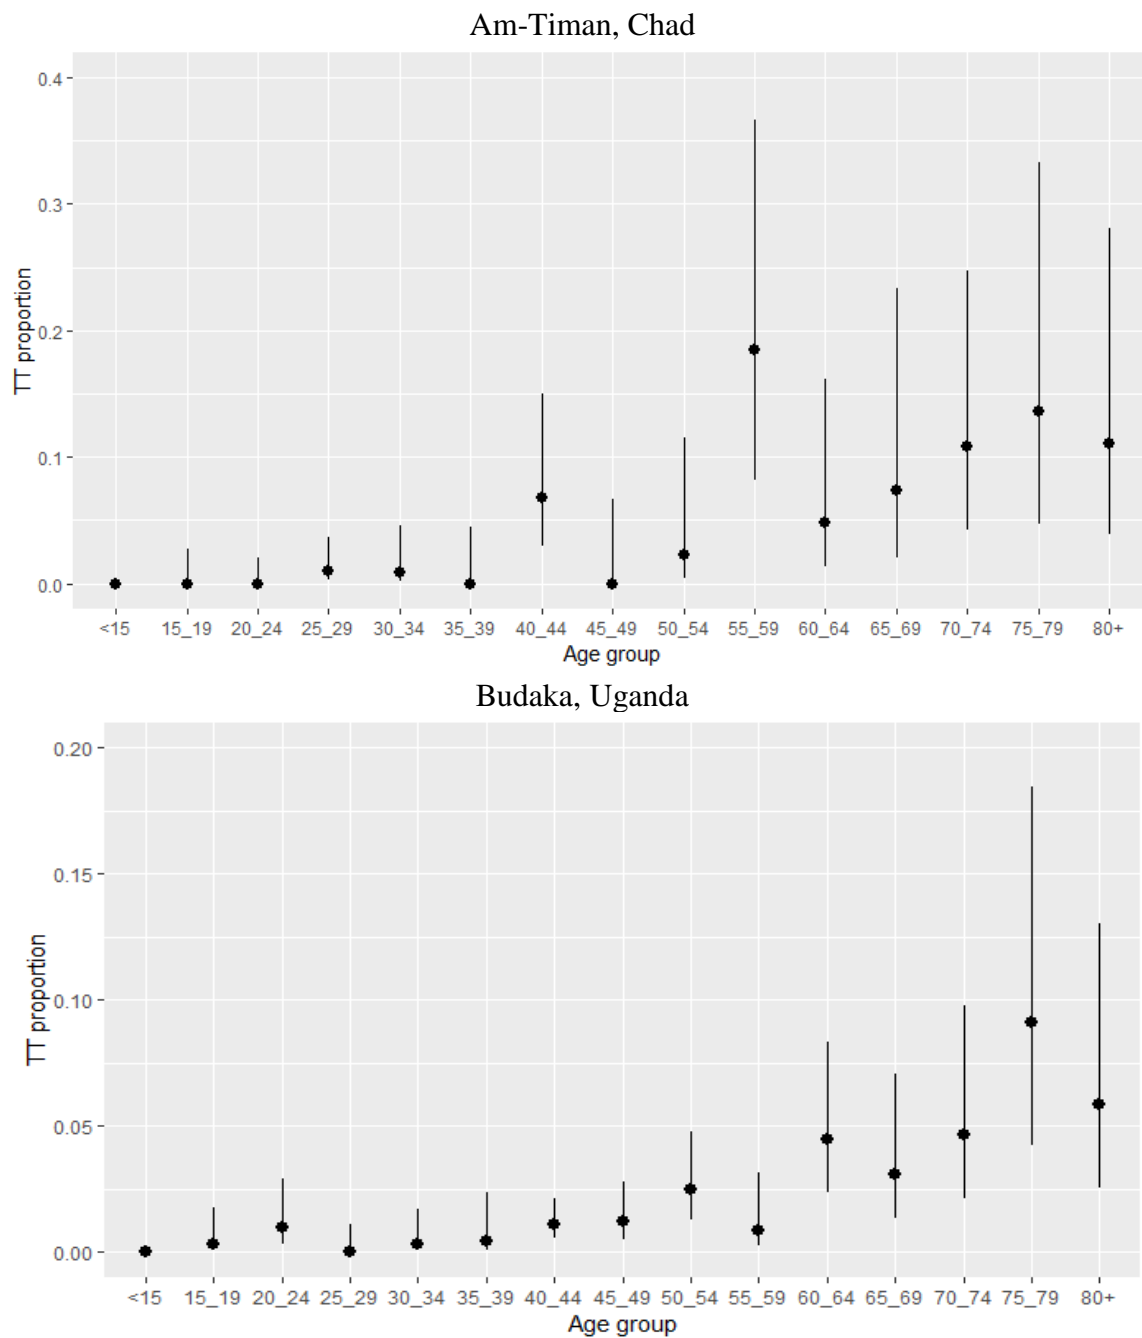 Am-Timan, Chad
0.4
0.3
0.2
0.1
0.0
TT proportion
<15 15_19 20_24 25_29 30_34 35_39 40_44 45_49 50_54 55_59 60_64 65_69 70_74 75_79 80+
Age group
Budaka, Uganda
0.20
0.15
0.10
0.05
0.00
TT proportion
<15 15_19 20_24 25_29 30_34 35_39 40_44 45_49 50_54 55_59 60_64 65_69 70_74 75_79 80+
Age group